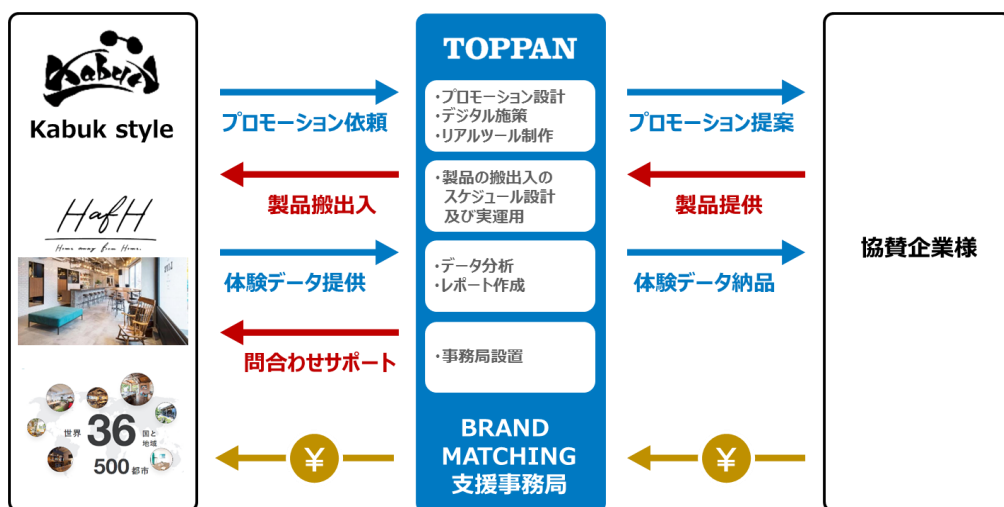 KabuK
Kabuk style
HafH
Home away from Home.
世界 36 国と地域
500 都市
プロモーション依頼
製品搬出入
体験データ提供
問合わせサポート
¥
TOPPAN
・プロモーション設計
・デジタル施策
・リアルツール制作
・製品の搬出入の
スケジュール設計
及び実運用
・データ分析
・レポート作成
・事務局設置
BRAND
MATCHING
支援事務局
プロモーション提案
製品提供
体験データ納品
¥
協賛企業様